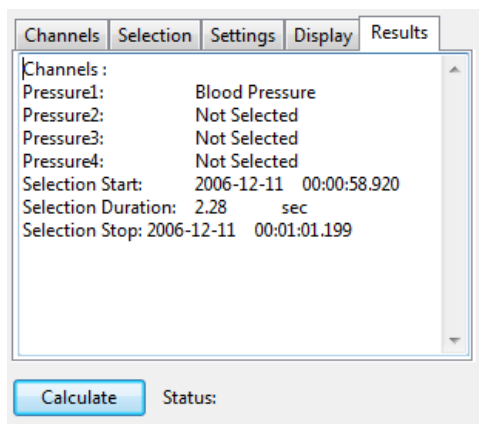 Channels Selection Settings Display Results
Channels :
Pressure1: Blood Pressure
Pressure2: Not Selected
Pressure3: Not Selected
Pressure4: Not Selected
Selection Start: 2006-12-11 00:00:58.920
Selection Duration: 2.28 sec
Selection Stop: 2006-12-11 00:01:01.199
Calculate Status: